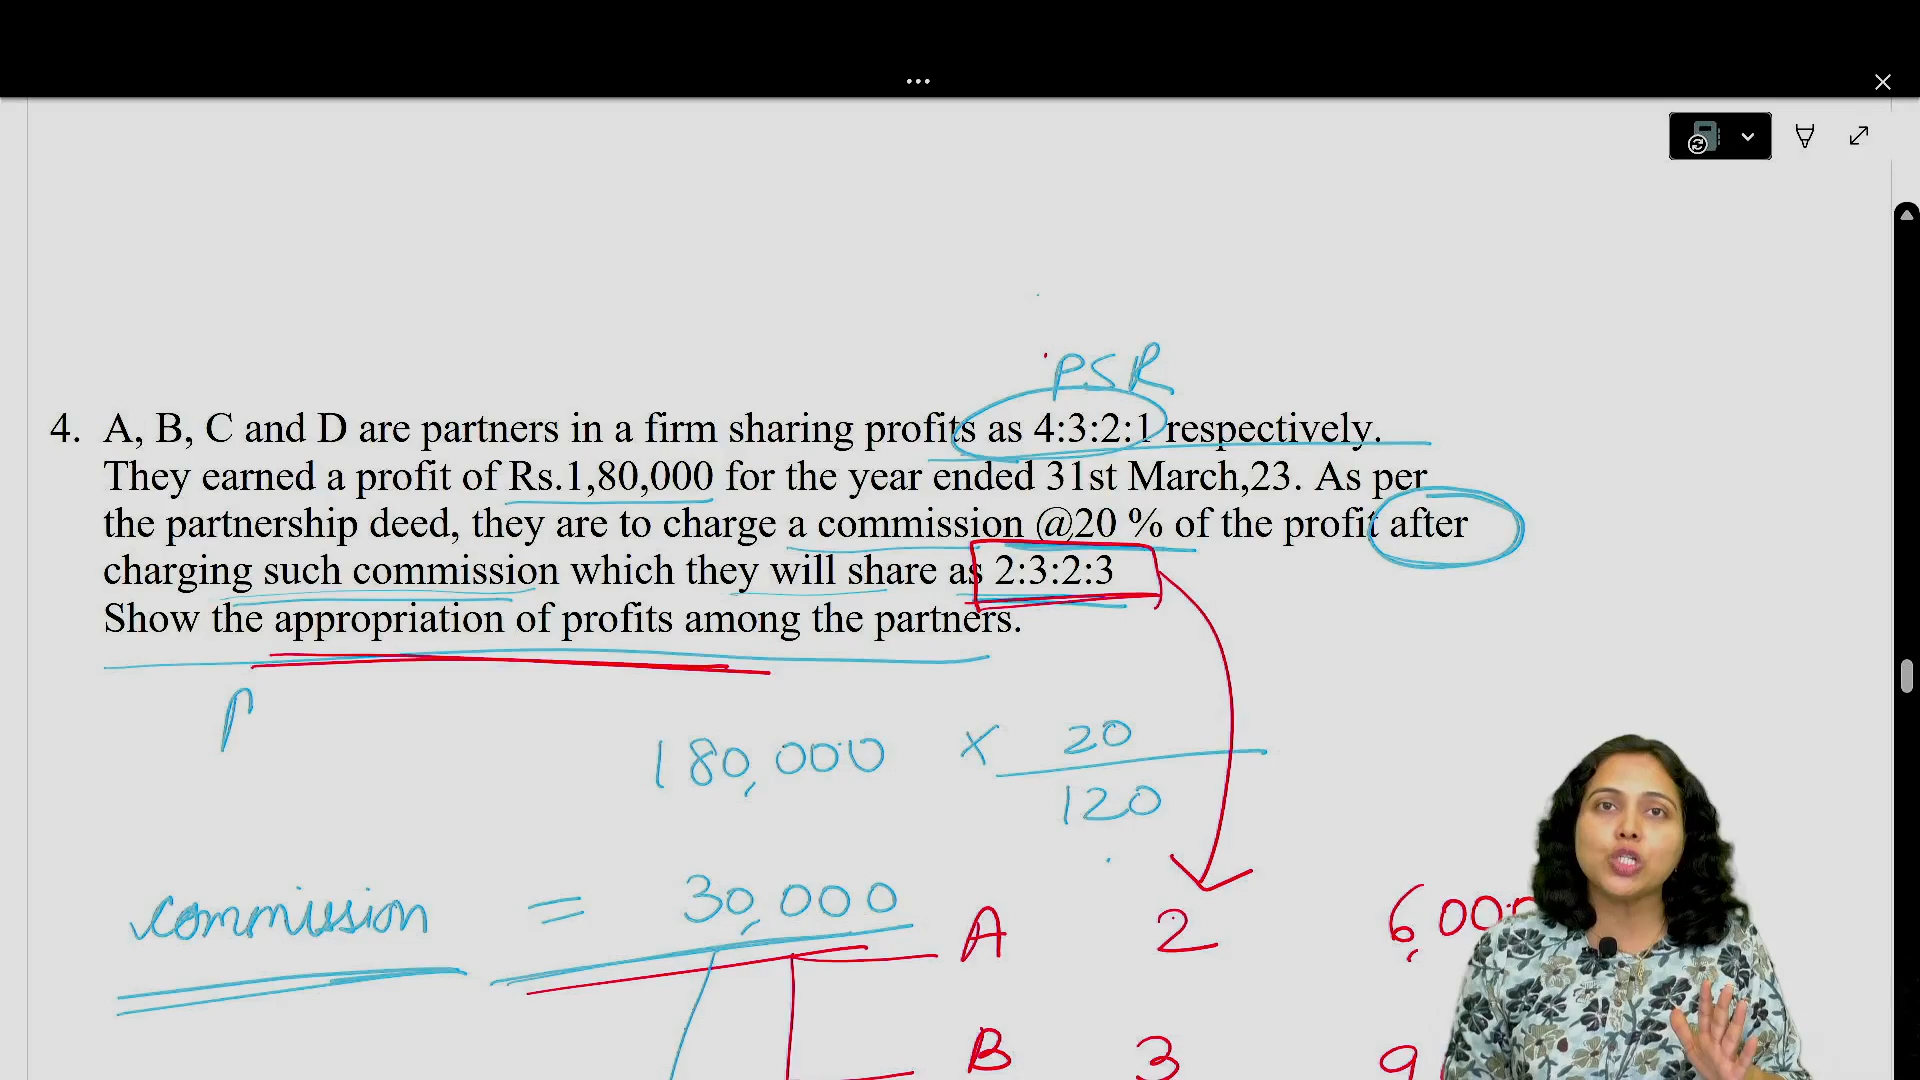 PSR
4. A, B, C and D are partners in a firm sharing profits as 4:3:2:1 respectively.
They earned a profit of Rs.1,80,000 for the year ended 31st March,23. As per
the partnership deed, they are to charge a commission @20 % of the profit after
charging such commission which they will share as 2:3:2:3
Show the appropriation of profits among the partners.
180,000 × 20
120
commission = 30,000
A 2
B 3 9